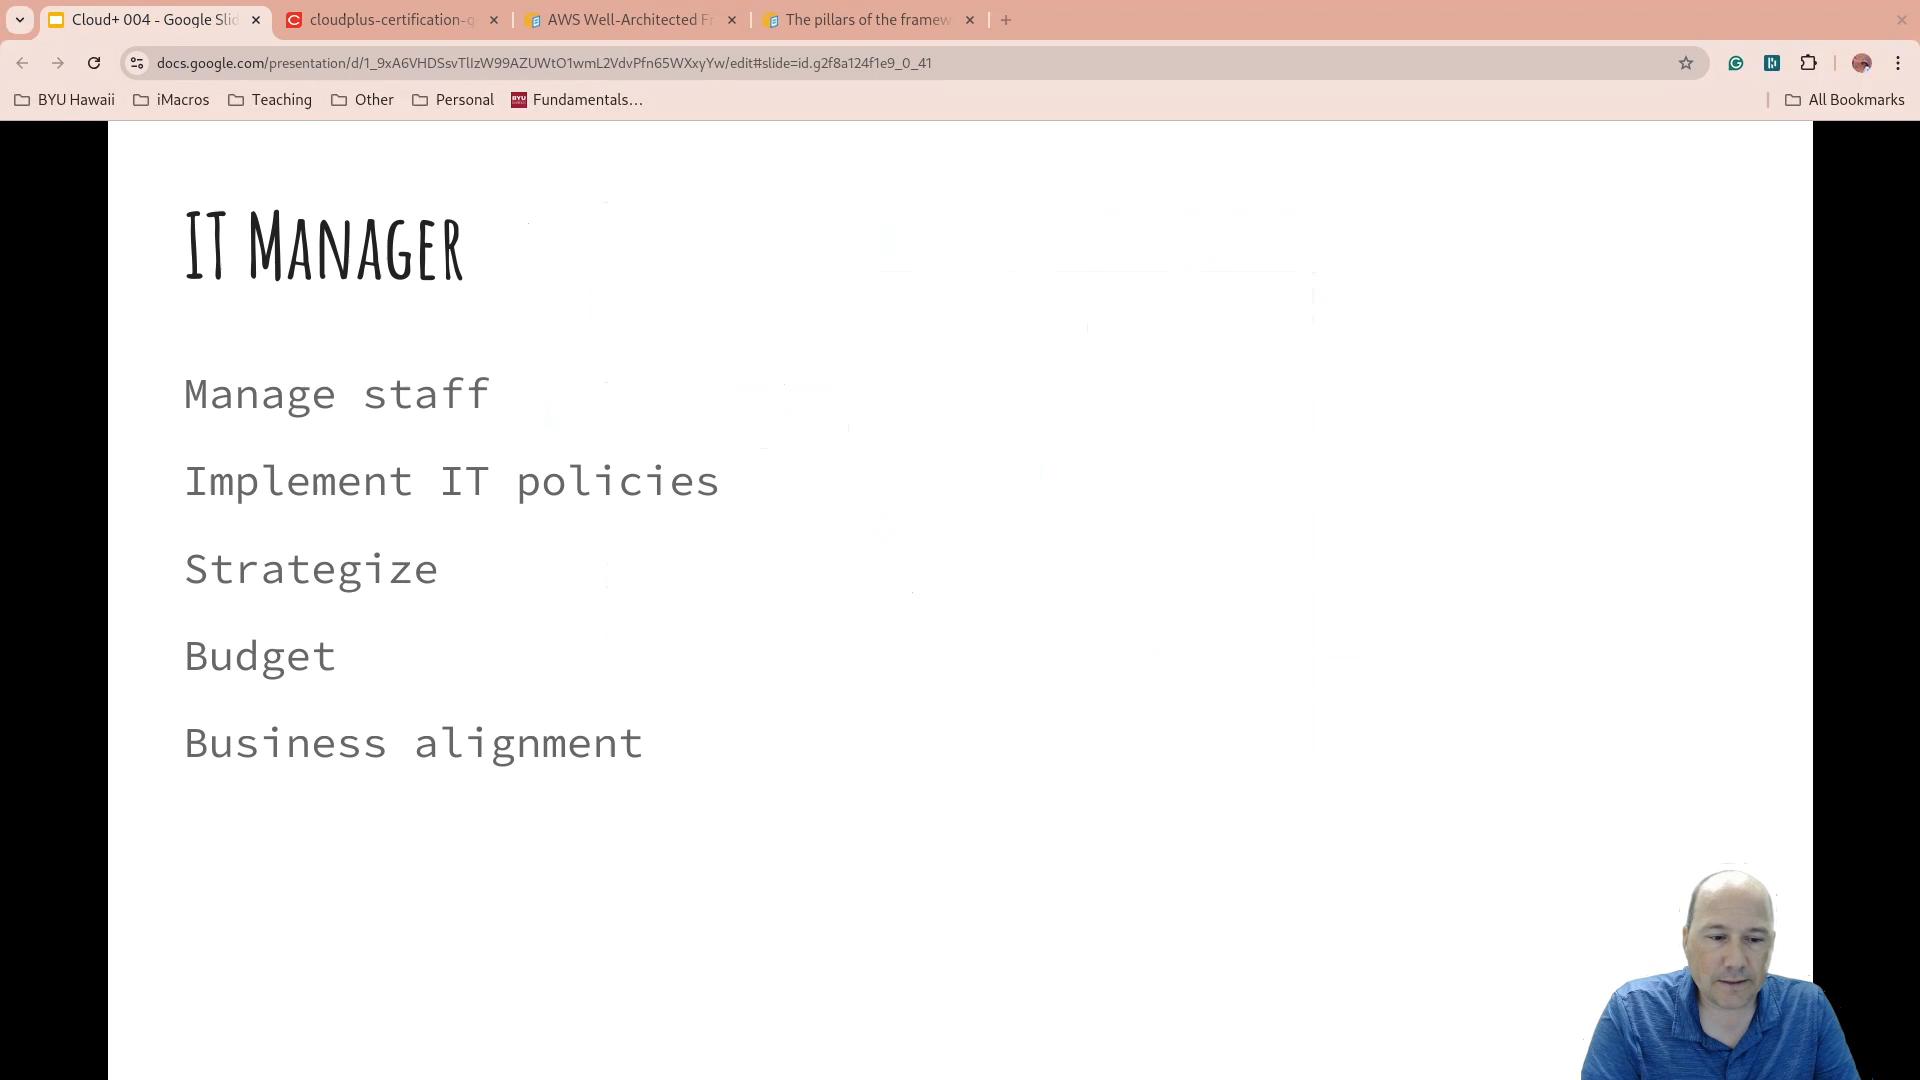 Cloud+ 004 - Google Slid
cloudplus-certification-
AWS Well-Architected Fr
The pillars of the framew
docs.google.com/presentation/d/1_9xA6VHDSsvTlIzW99AZUWtO1wmL2VdvPfn65WXxyYw/edit#slide=id.g2f8a124f1e9_0_41
BYU Hawaii
iMacros
Teaching
Other
Personal
Fundamentals...
All Bookmarks
IT Manager
Manage staff
Implement IT policies
Strategize
Budget
Business alignment